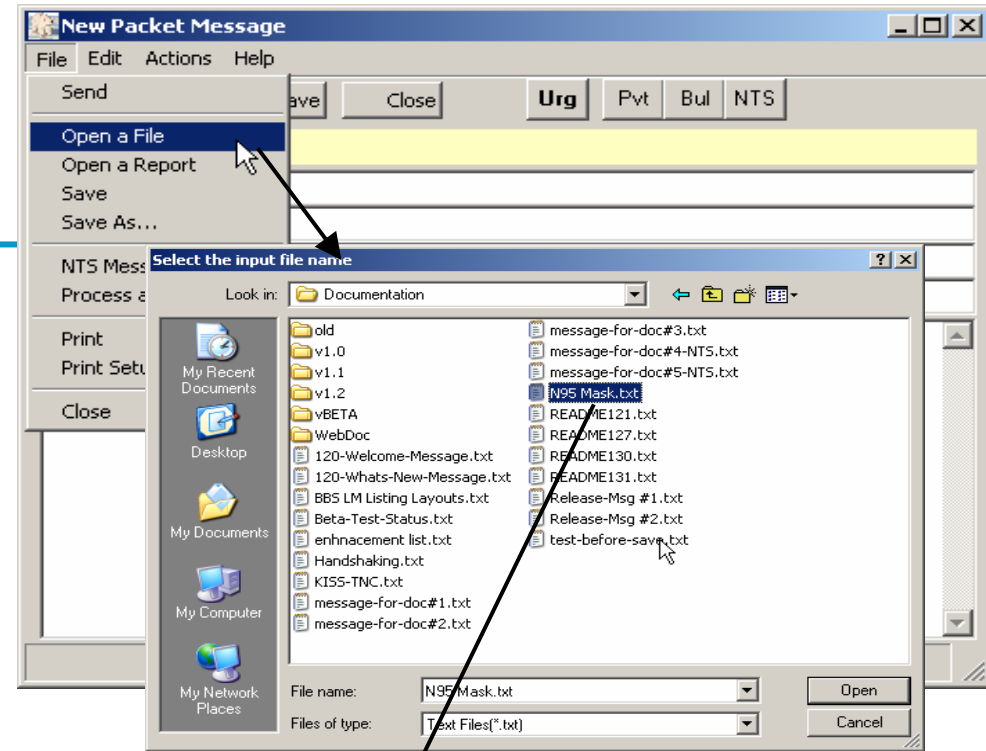 New Packet Message
File Edit Actions Help
Send
ave Close Urg Pvt Bul NTS
Open a File
Open a Report
Save
Save As...
NTS Mess
Process a
Print
Print Setu
Close
Select the input file name
Look in: Documentation
My Recent Documents
Desktop
My Documents
My Computer
My Network Places
old
v1.0
v1.1
v1.2
vBETA
WebDoc
120-Welcome-Message.txt
120-Whats-New-Message.txt
BBS LM Listing Layouts.txt
Beta-Test-Status.txt
enhnacement list.txt
Handshaking.txt
KISS-TNC.txt
message-for-doc#1.txt
message-for-doc#2.txt
message-for-doc#3.txt
message-for-doc#4-NTS.txt
message-for-doc#5-NTS.txt
N95 Mask.txt
README121.txt
README127.txt
README130.txt
README131.txt
Release-Msg #1.txt
Release-Msg #2.txt
test-before-save.txt
File name: N95 Mask.txt Open
Files of type: Text Files(*.txt) Cancel